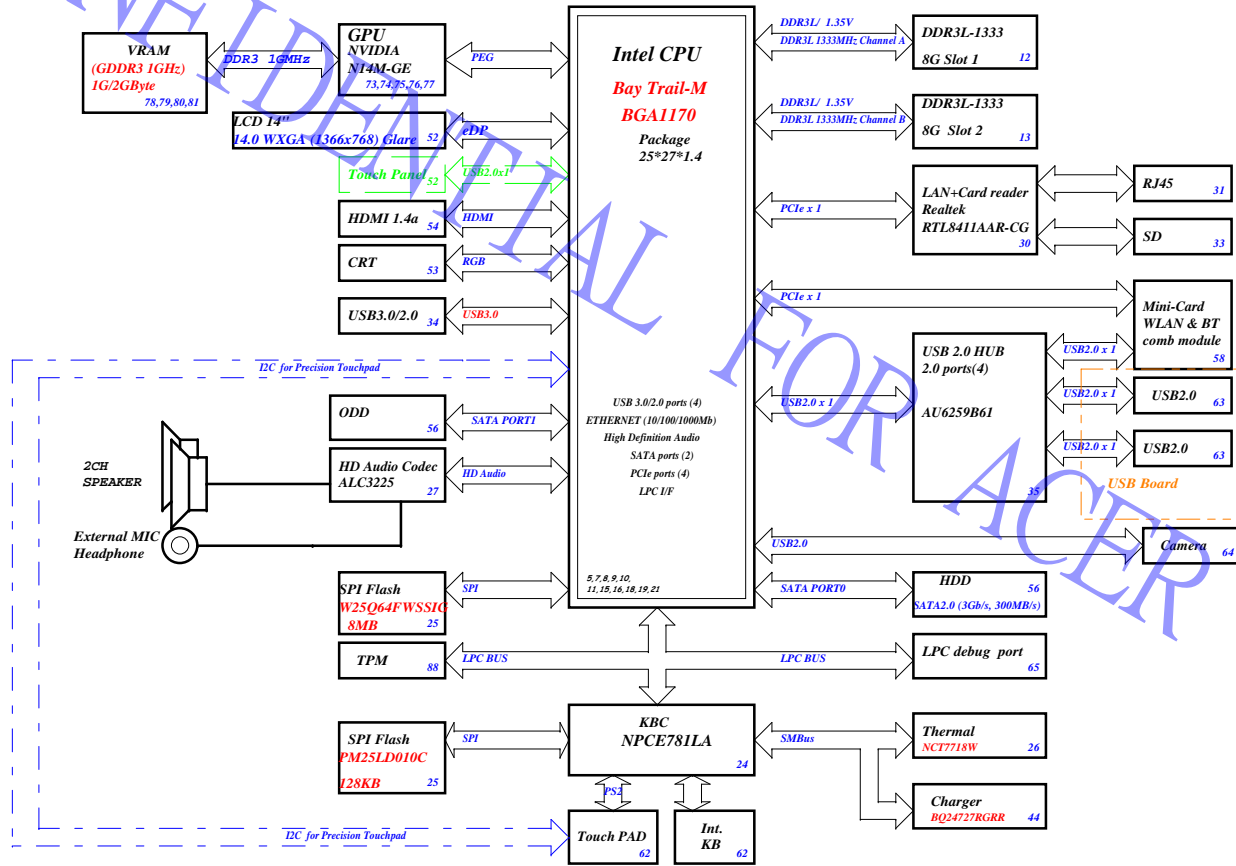 VRAM
(GDDR3 1GHz)
1G/2GByte
78,79,80,81
DDR3 1GMHz
GPU
NVIDIA
N14M-GE
73,74,75,76,77
PEG
LCD 14"
14.0 WXGA (1366x768) Glare
52
eDP
Touch Panel
52
USB2.0x1
HDMI 1.4a
54
HDMI
CRT
53
RGB
USB3.0/2.0
34
USB3.0
I2C for Precision Touchpad
ODD
56
SATA PORT1
2CH
SPEAKER
HD Audio Codec
ALC3225
27
HD Audio
External MIC
Headphone
SPI Flash
W25Q64FWSSIG
8MB
25
SPI
TPM
88
LPC BUS
SPI Flash
PM25LD010C
128KB
25
SPI
I2C for Precision Touchpad
Intel CPU
Bay Trail-M
BGA1170
Package
25*27*1.4
USB 3.0/2.0 ports (4)
ETHERNET (10/100/1000Mb)
High Definition Audio
SATA ports (2)
PCIe ports (4)
LPC I/F
5,7,8,9,10,
11,15,16,18,19,21
KBC
NPCE781LA
24
PS2
Touch PAD
62
Int.
KB
62
DDR3L/ 1.35V
DDR3L 1333MHz Channel A
DDR3L-1333
8G Slot 1
12
DDR3L/ 1.35V
DDR3L 1333MHz Channel B
DDR3L-1333
8G Slot 2
13
PCIe x 1
LAN+Card reader
Realtek
RTL8411AAR-CG
30
RJ45
31
SD
33
PCIe x 1
Mini-Card
WLAN & BT
comb module
58
USB2.0 x 1
USB 2.0 HUB
2.0 ports(4)
AU6259B61
35
USB2.0 x 1
USB2.0 x 1
USB2.0
63
USB2.0 x 1
USB2.0
63
USB Board
USB2.0
Camera
64
SATA PORT0
HDD
56
SATA2.0 (3Gb/s, 300MB/s)
LPC BUS
LPC debug port
65
SMBus
Thermal
NCT7718W
26
Charger
BQ24727RGRR
44
NFIDENTIAL FOR ACER